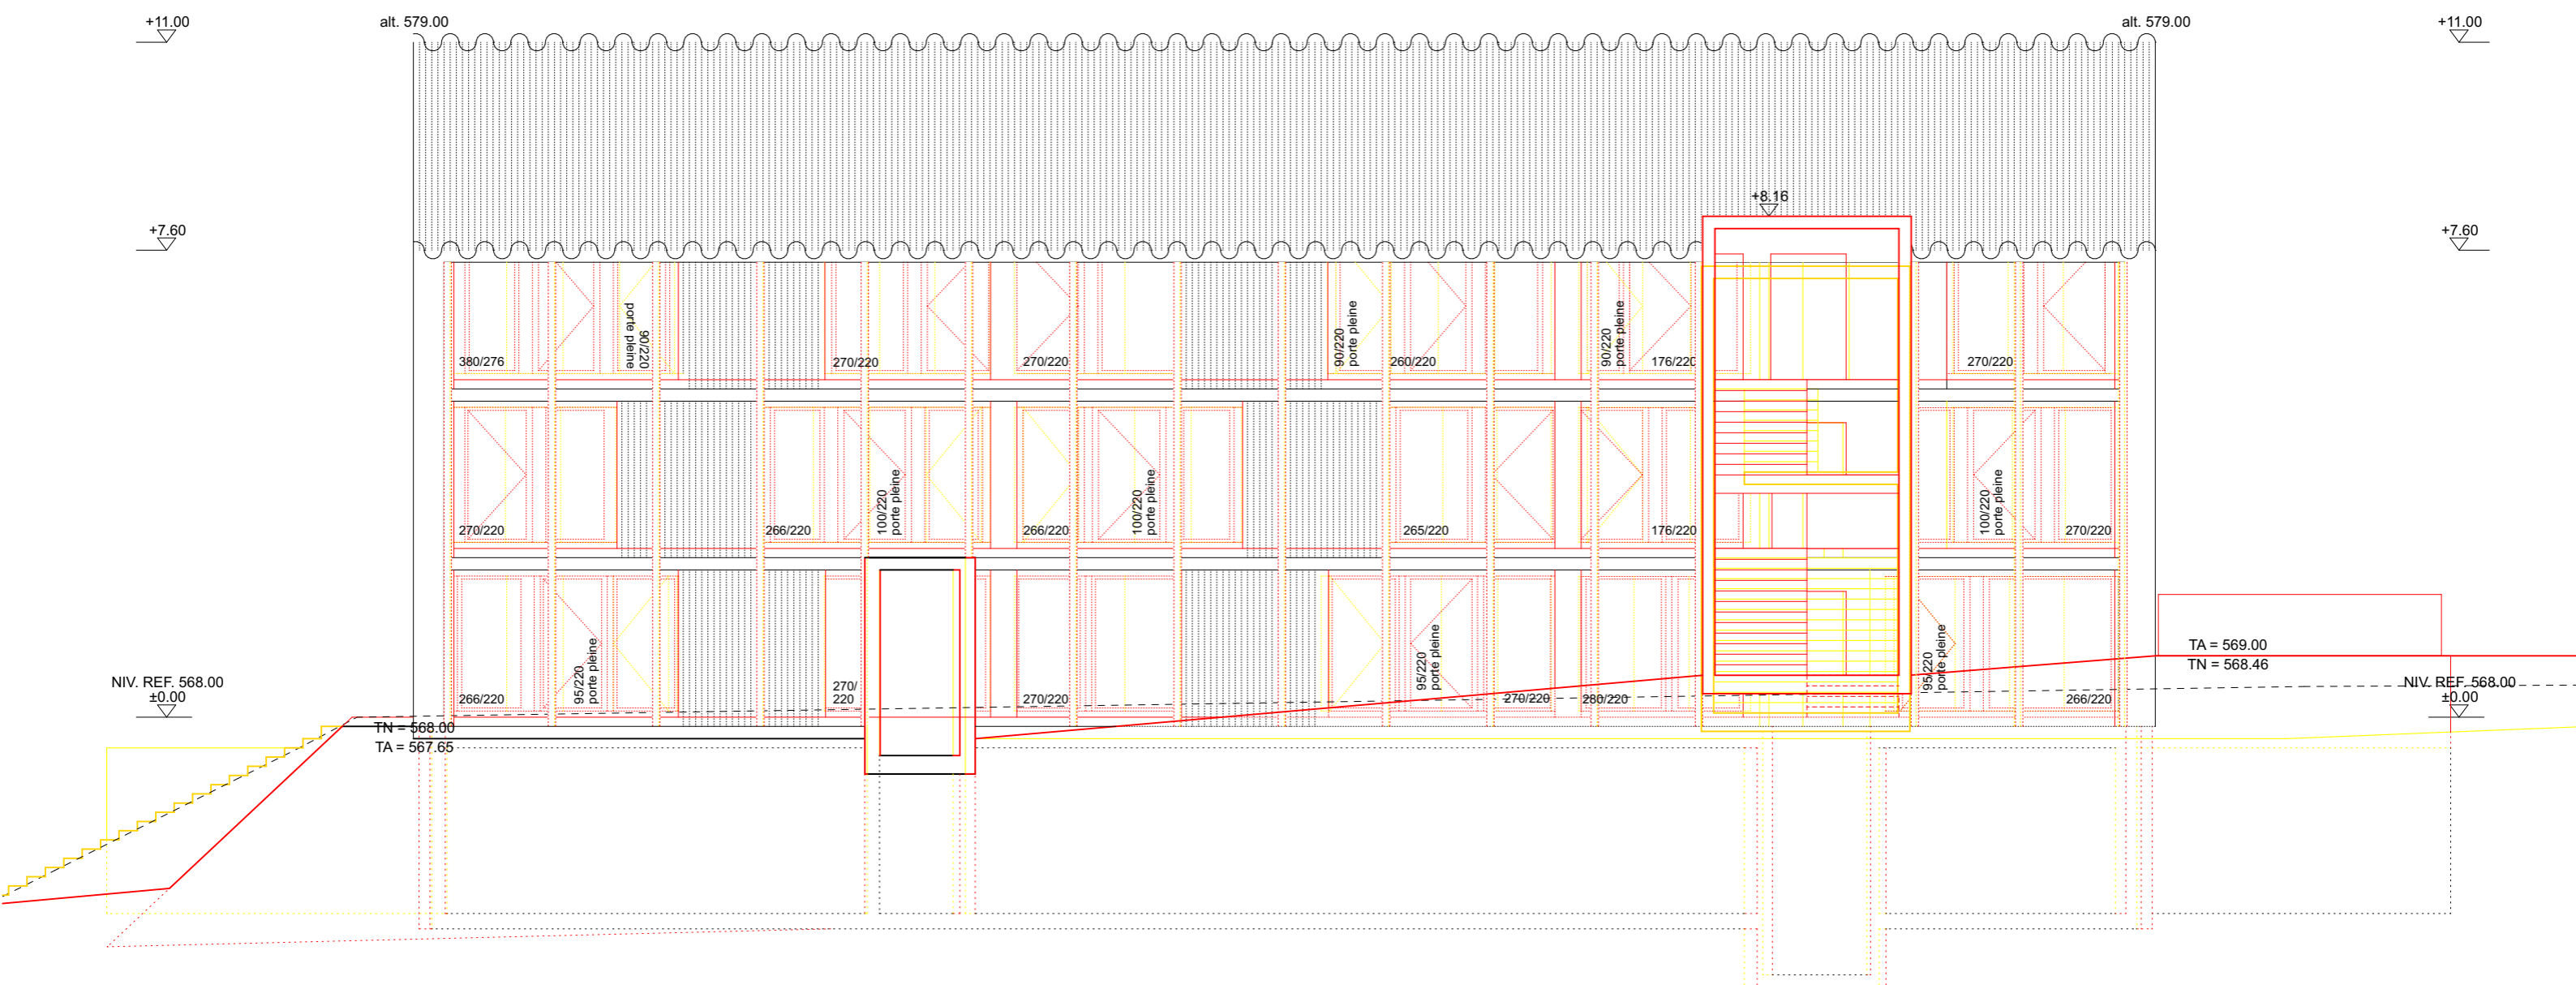 +11.00
alt. 579.00
alt. 579.00
+11.00
+8.16
+7.60
+7.60
90/220
porte pleine
90/220
porte pleine
90/220
porte pleine
380/276
270/220
270/220
260/220
176/220
270/220
100/220
porte pleine
100/220
porte pleine
100/220
porte pleine
270/220
266/220
266/220
265/220
176/220
270/220
95/220
porte pleine
95/220
porte pleine
95/220
porte pleine
TA = 569.00
TN = 568.46
NIV. REF. 568.00
±0.00
NIV. REF. 568.00
±0.00
266/220
270/
220
270/220
270/220
280/220
266/220
TN = 568.00
TA = 567.65